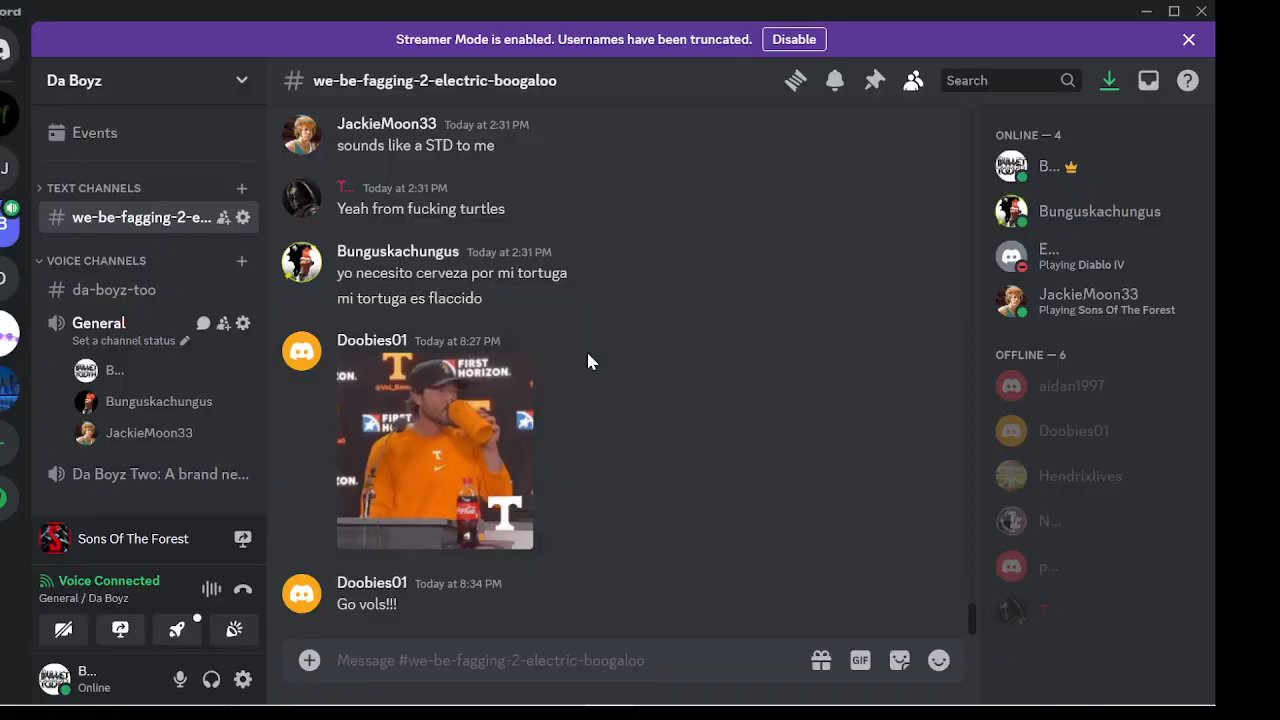 ord
Streamer Mode is enabled. Usernames have been truncated.
Disable
Da Boyz
we-be-fagging-2-electric-boogaloo
Search
Events
TEXT CHANNELS
we-be-fagging-2-e...
VOICE CHANNELS
da-boyz-too
General
Set a channel status
B...
Bunguskachungus
JackieMoon33
Da Boyz Two: A brand ne...
Sons Of The Forest
Voice Connected
General / Da Boyz
B...
Online
JackieMoon33 Today at 2:31 PM
sounds like a STD to me
T... Today at 2:31 PM
Yeah from fucking turtles
Bunguskachungus Today at 2:31 PM
yo necesito cerveza por mi tortuga
mi tortuga es flaccido
Doobies01 Today at 8:27 PM
FIRST
HORIZON.
Coca-Cola
T
Doobies01 Today at 8:34 PM
Go vols!!!
Message #we-be-fagging-2-electric-boogaloo
GIF
ONLINE — 4
B...
Bunguskachungus
E...
Playing Diablo IV
JackieMoon33
Playing Sons Of The Forest
OFFLINE — 6
aidan1997
Doobies01
Hendrixlives
N...
p...
T